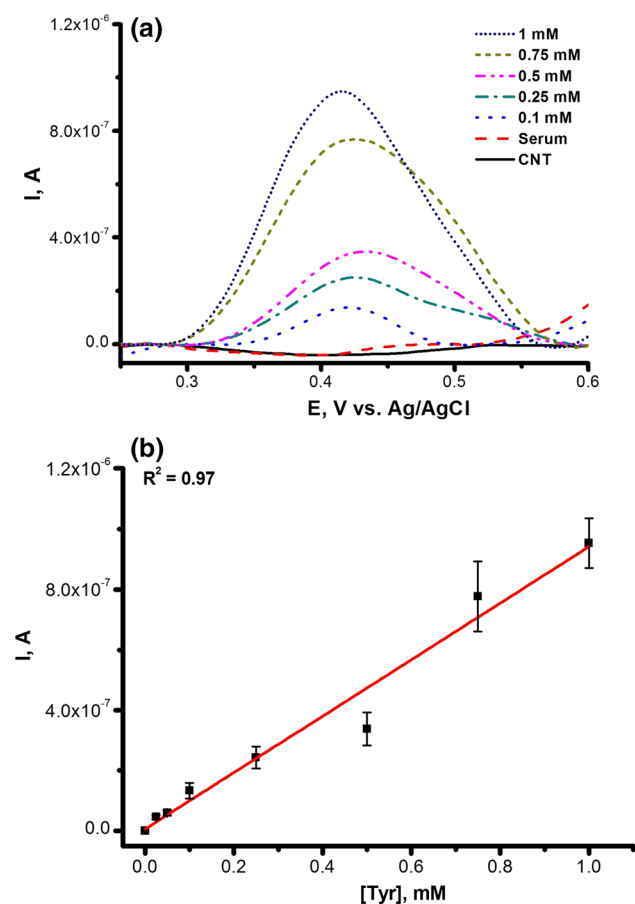 (a)
1.2x10⁻⁶
8.0x10⁻⁷
4.0x10⁻⁷
0.0
I, A
1 mM
0.75 mM
0.5 mM
0.25 mM
0.1 mM
Serum
CNT
0.3 0.4 0.5 0.6
E, V vs. Ag/AgCl
(b)
R² = 0.97
1.2x10⁻⁶
8.0x10⁻⁷
4.0x10⁻⁷
0.0
I, A
0.0 0.2 0.4 0.6 0.8 1.0
[Tyr], mM